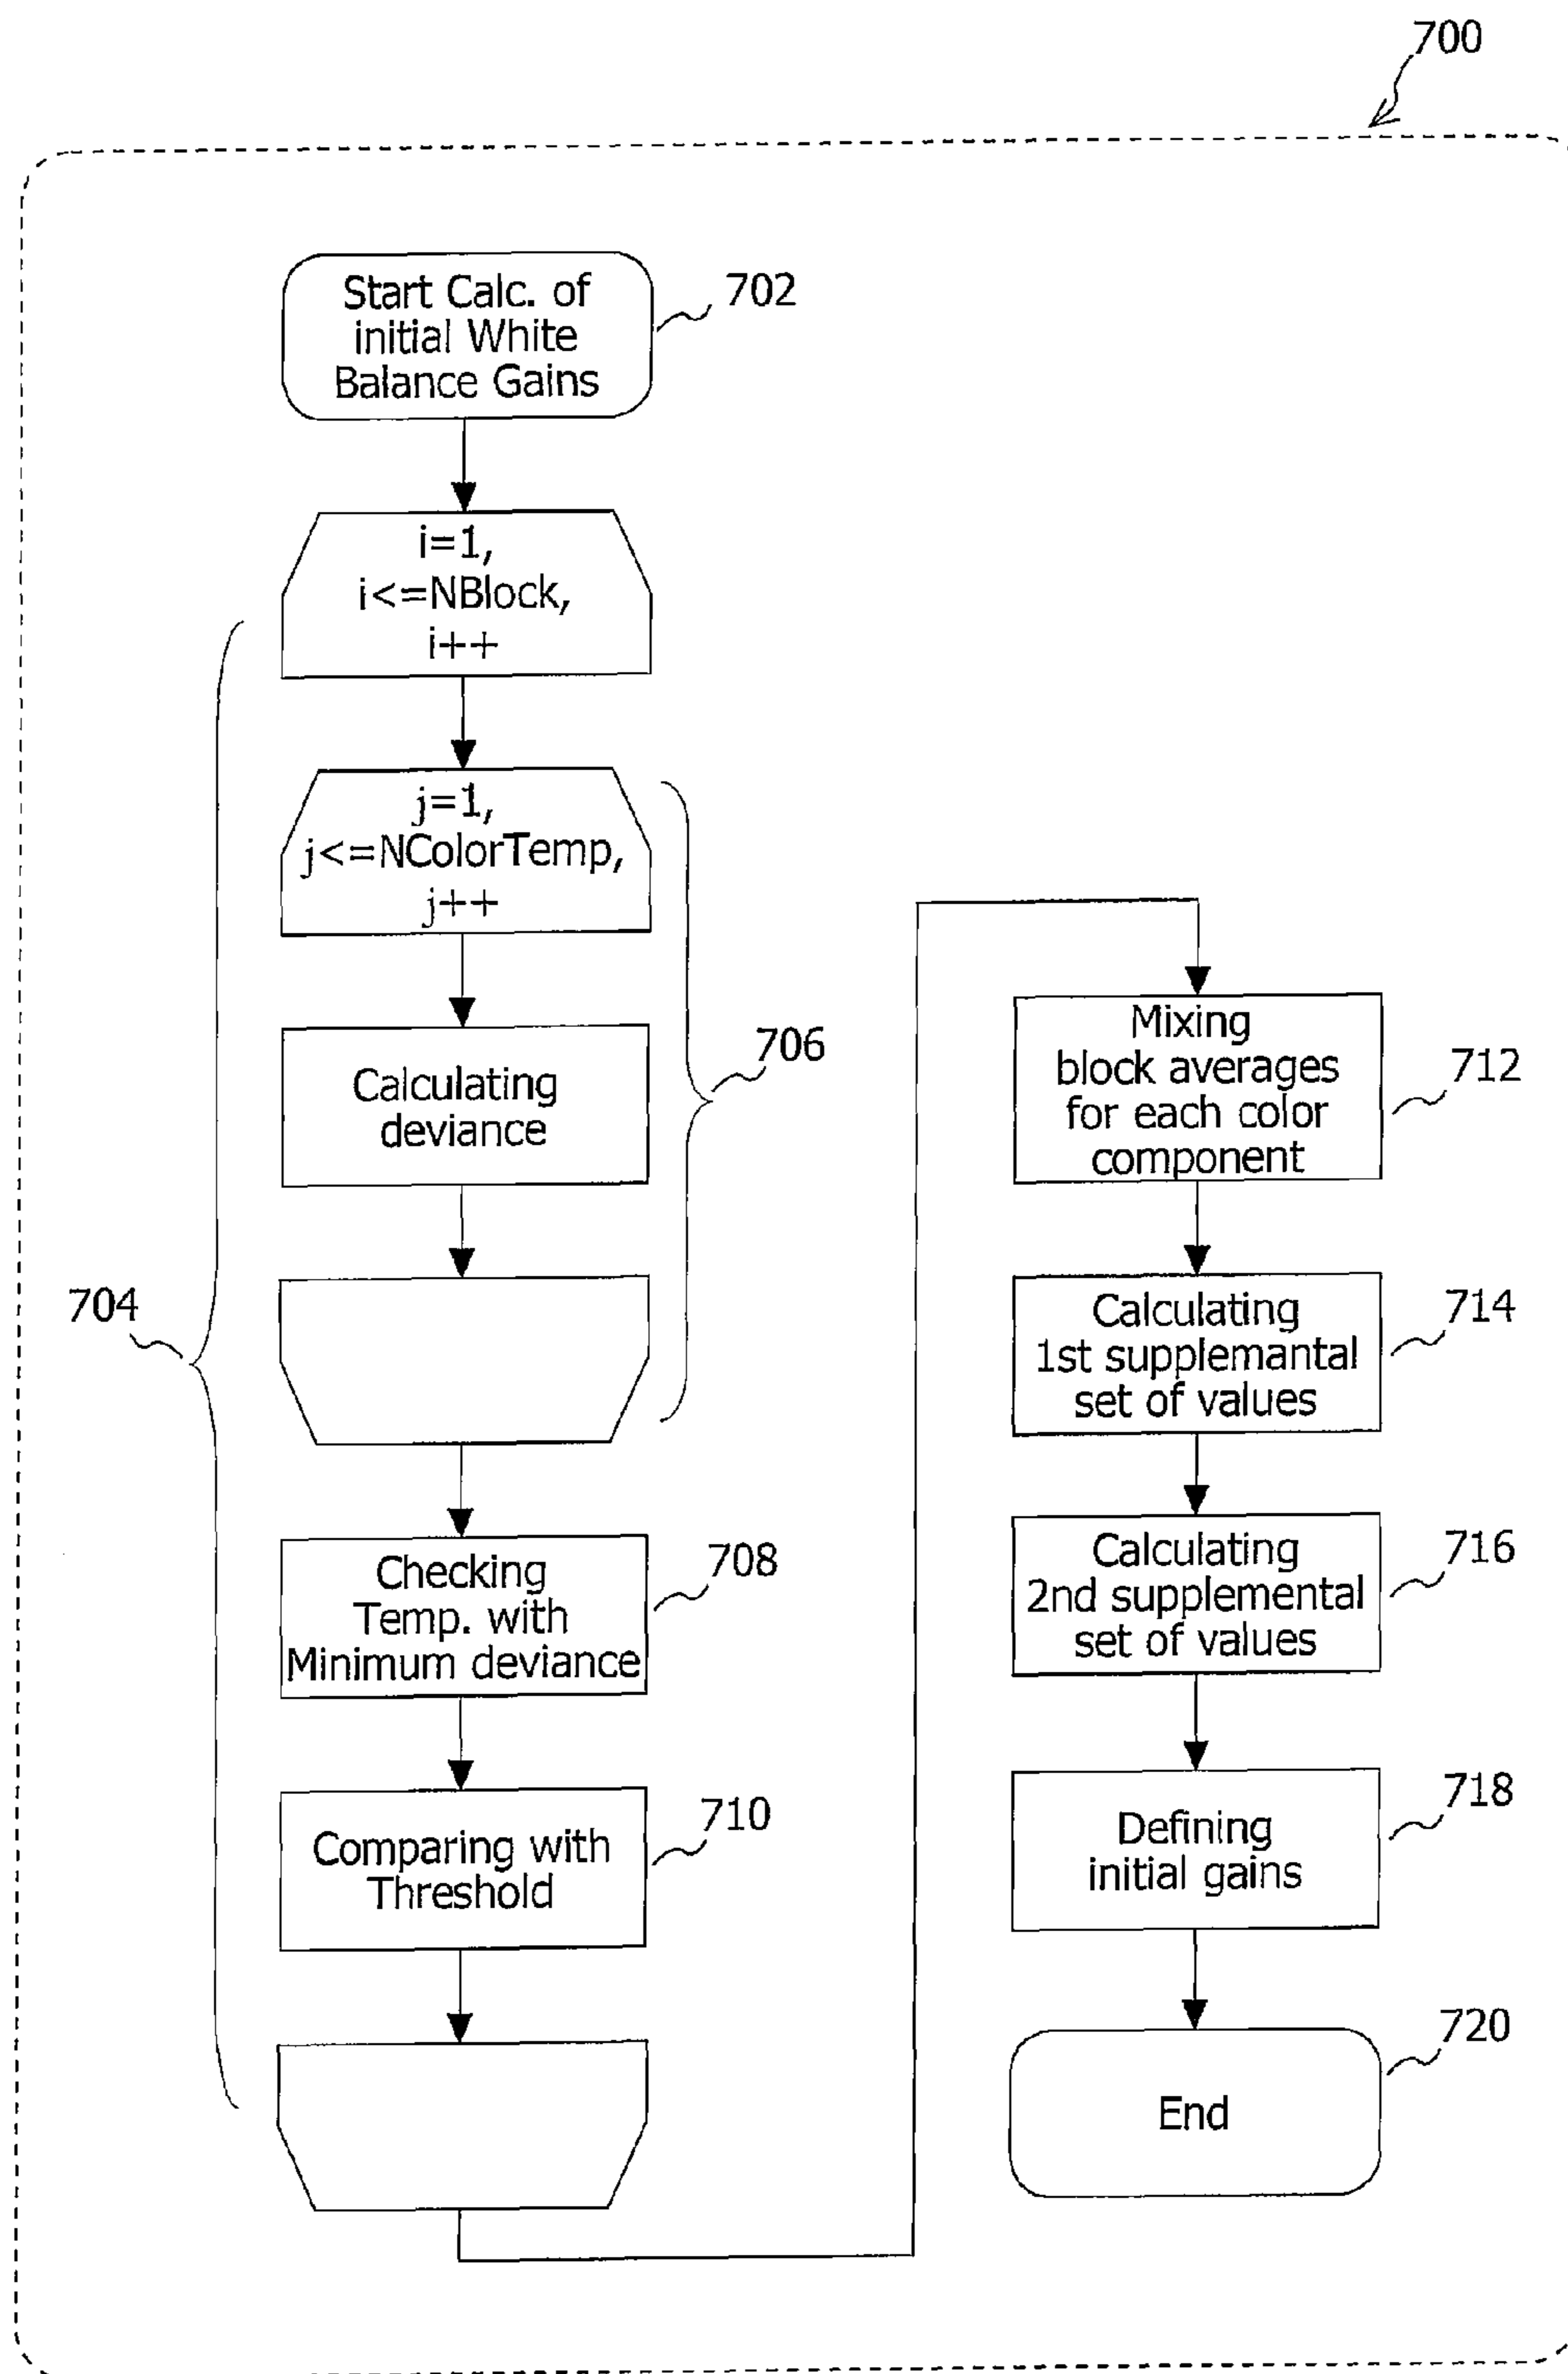 700
Start Calc. of
initial White
Balance Gains
702
i=1,
i<=NBlock,
i++
j=1,
j<=NColorTemp,
j++
Calculating
deviance
706
704
Checking
Temp. with
Minimum deviance
708
Comparing with
Threshold
710
Mixing
block averages
for each color
component
712
Calculating
1st supplemantal
set of values
714
Calculating
2nd supplemental
set of values
716
Defining
initial gains
718
End
720